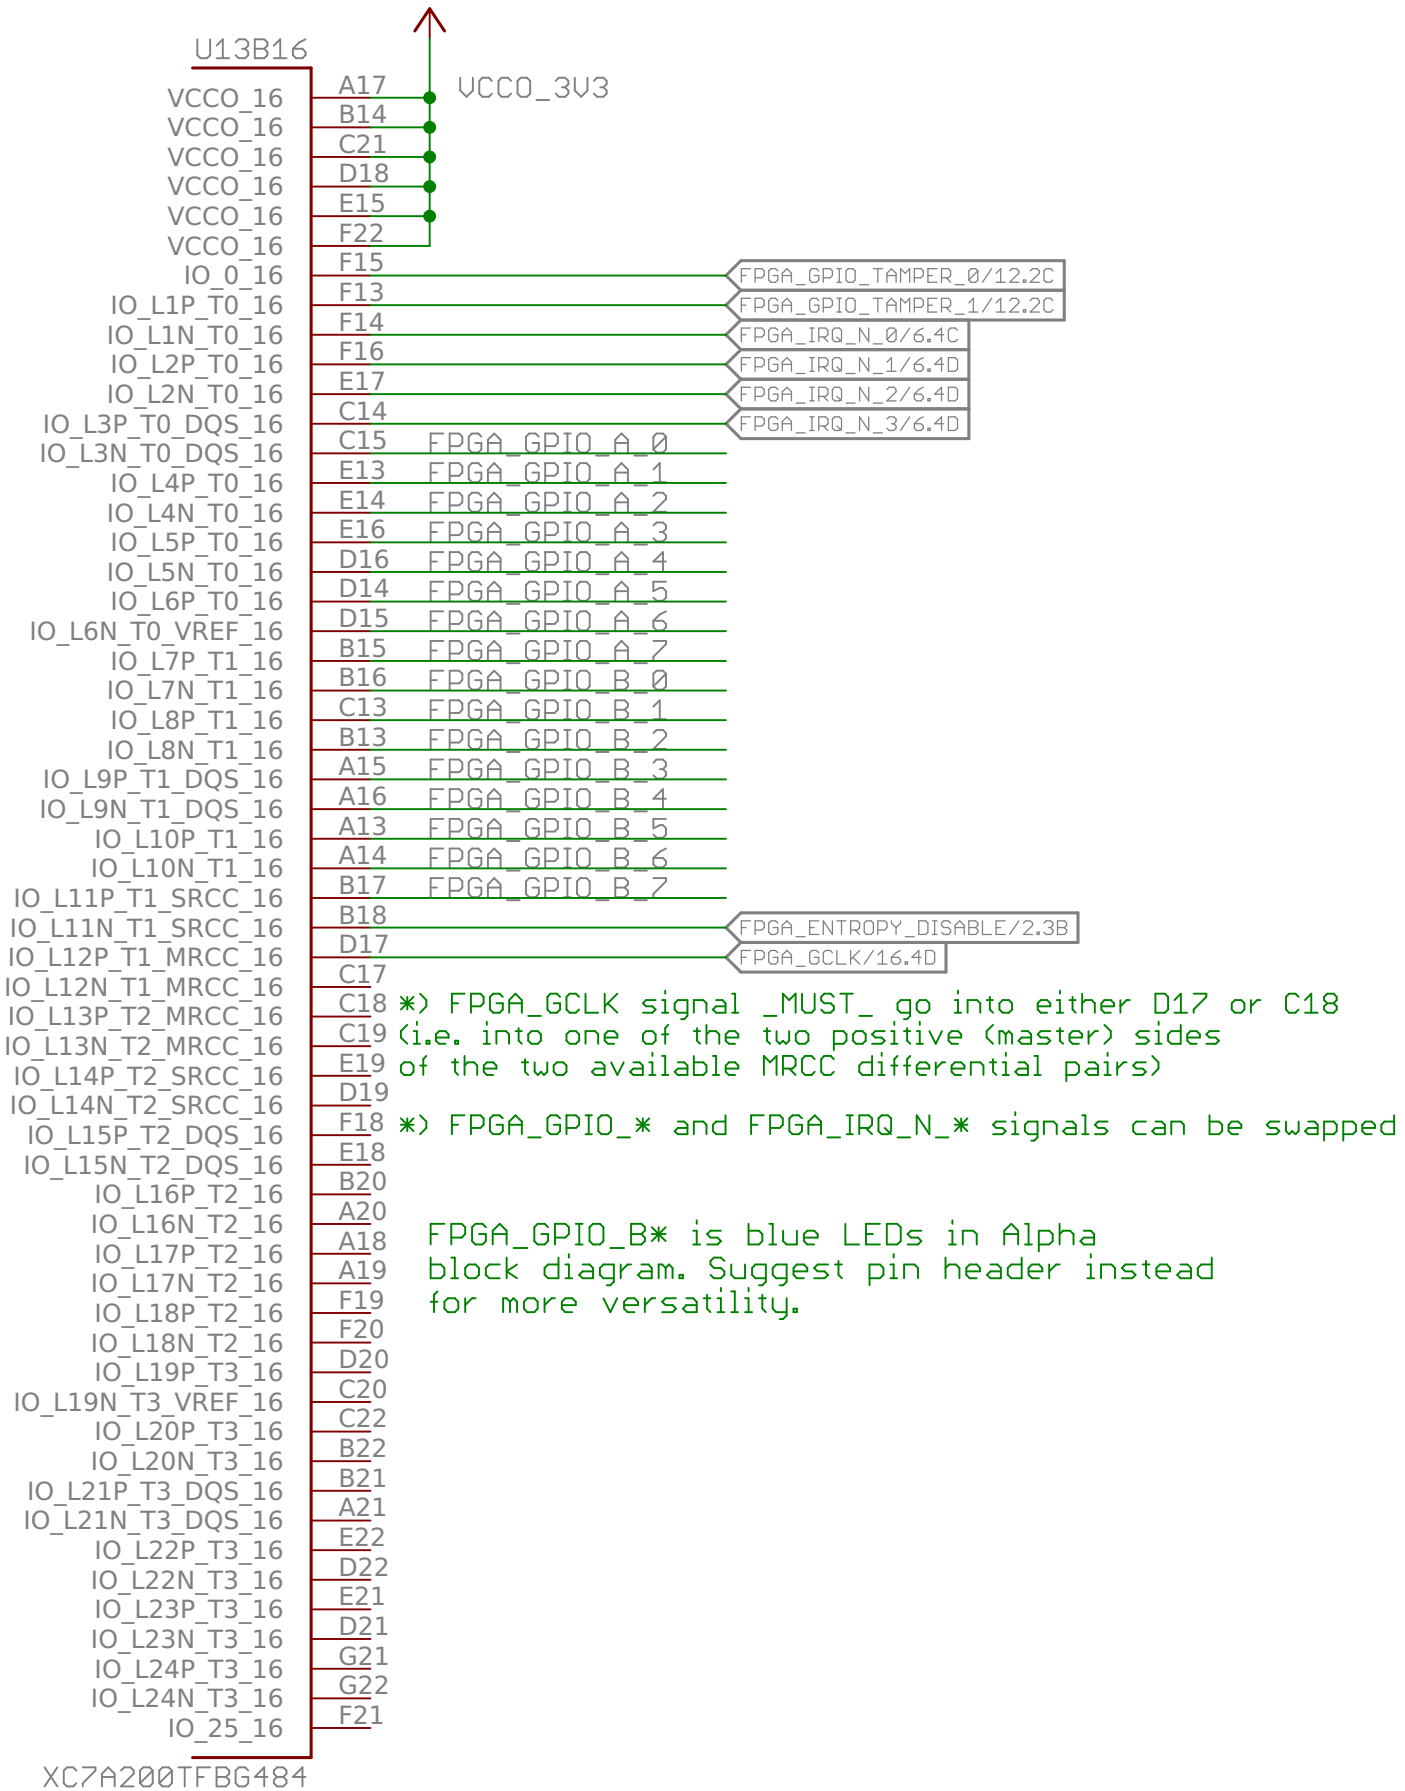 U13B16
VCCO_3V3
VCCO_16 A17
VCCO_16 B14
VCCO_16 C21
VCCO_16 D18
VCCO_16 E15
VCCO_16 F22
IO_0_16 F15 FPGA_GPIO_TAMPER_0/12.2C
IO_L1P_T0_16 F13 FPGA_GPIO_TAMPER_1/12.2C
IO_L1N_T0_16 F14 FPGA_IRQ_N_0/6.4C
IO_L2P_T0_16 F16 FPGA_IRQ_N_1/6.4D
IO_L2N_T0_16 E17 FPGA_IRQ_N_2/6.4D
IO_L3P_T0_DQS_16 C14 FPGA_IRQ_N_3/6.4D
IO_L3N_T0_DQS_16 C15 FPGA_GPIO_A_0
IO_L4P_T0_16 E13 FPGA_GPIO_A_1
IO_L4N_T0_16 E14 FPGA_GPIO_A_2
IO_L5P_T0_16 E16 FPGA_GPIO_A_3
IO_L5N_T0_16 D16 FPGA_GPIO_A_4
IO_L6P_T0_16 D14 FPGA_GPIO_A_5
IO_L6N_T0_VREF_16 D15 FPGA_GPIO_A_6
IO_L7P_T1_16 B15 FPGA_GPIO_A_7
IO_L7N_T1_16 B16 FPGA_GPIO_B_0
IO_L8P_T1_16 C13 FPGA_GPIO_B_1
IO_L8N_T1_16 B13 FPGA_GPIO_B_2
IO_L9P_T1_DQS_16 A15 FPGA_GPIO_B_3
IO_L9N_T1_DQS_16 A16 FPGA_GPIO_B_4
IO_L10P_T1_16 A13 FPGA_GPIO_B_5
IO_L10N_T1_16 A14 FPGA_GPIO_B_6
IO_L11P_T1_SRCC_16 B17 FPGA_GPIO_B_7
IO_L11N_T1_SRCC_16 B18 FPGA_ENTROPY_DISABLE/2.3B
IO_L12P_T1_MRCC_16 D17 FPGA_GCLK/16.4D
IO_L12N_T1_MRCC_16 C17
IO_L13P_T2_MRCC_16 C18
IO_L13N_T2_MRCC_16 C19
IO_L14P_T2_SRCC_16 E19
IO_L14N_T2_SRCC_16 D19
IO_L15P_T2_DQS_16 F18
IO_L15N_T2_DQS_16 E18
IO_L16P_T2_16 B20
IO_L16N_T2_16 A20
IO_L17P_T2_16 A18
IO_L17N_T2_16 A19
IO_L18P_T2_16 F19
IO_L18N_T2_16 F20
IO_L19P_T3_16 D20
IO_L19N_T3_VREF_16 C20
IO_L20P_T3_16 C22
IO_L20N_T3_16 B22
IO_L21P_T3_DQS_16 B21
IO_L21N_T3_DQS_16 A21
IO_L22P_T3_16 E22
IO_L22N_T3_16 D22
IO_L23P_T3_16 E21
IO_L23N_T3_16 D21
IO_L24P_T3_16 G21
IO_L24N_T3_16 G22
IO_25_16 F21
XC7A200TFBG484
*) FPGA_GCLK signal _MUST_ go into either D17 or C18
(i.e. into one of the two positive (master) sides
of the two available MRCC differential pairs)
*) FPGA_GPIO_* and FPGA_IRQ_N_* signals can be swapped
FPGA_GPIO_B* is blue LEDs in Alpha
block diagram. Suggest pin header instead
for more versatility.